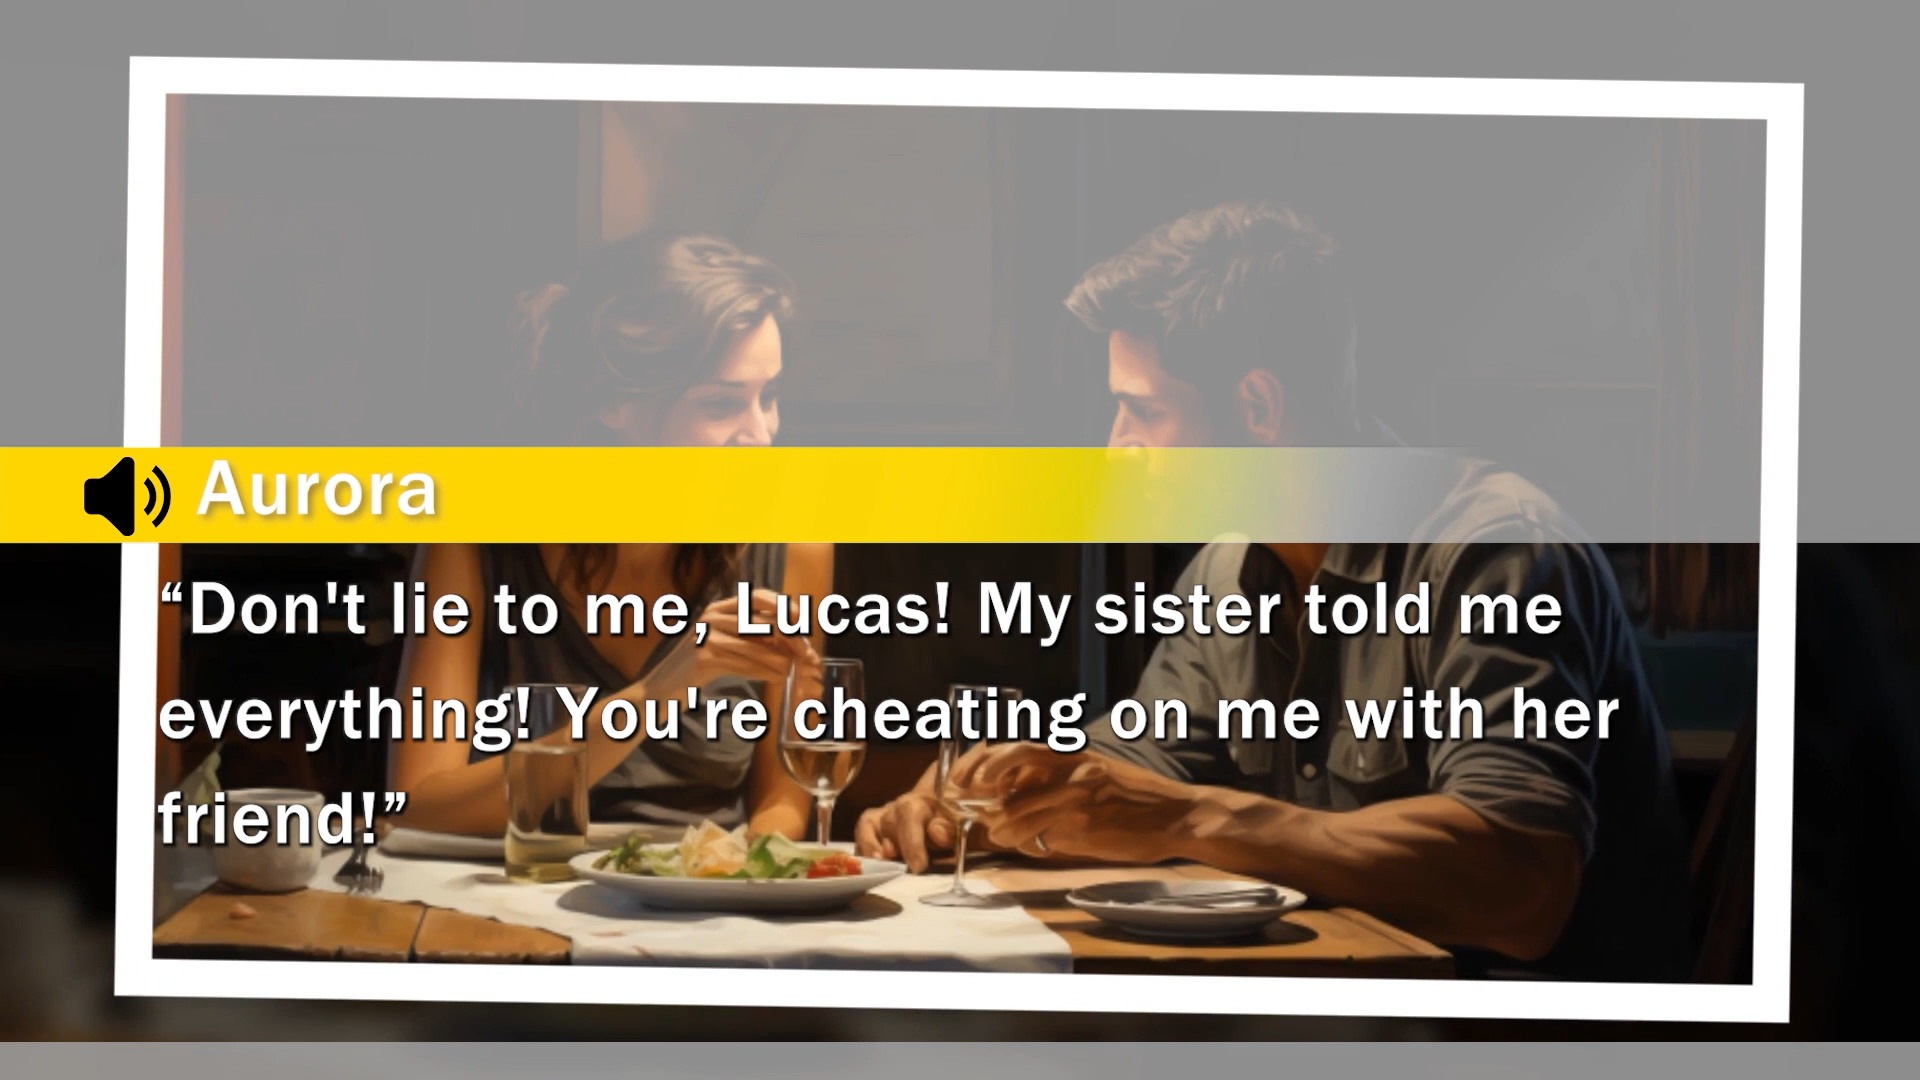 Aurora
“Don't lie to me, Lucas! My sister told me
everything! You're cheating on me with her
friend!”